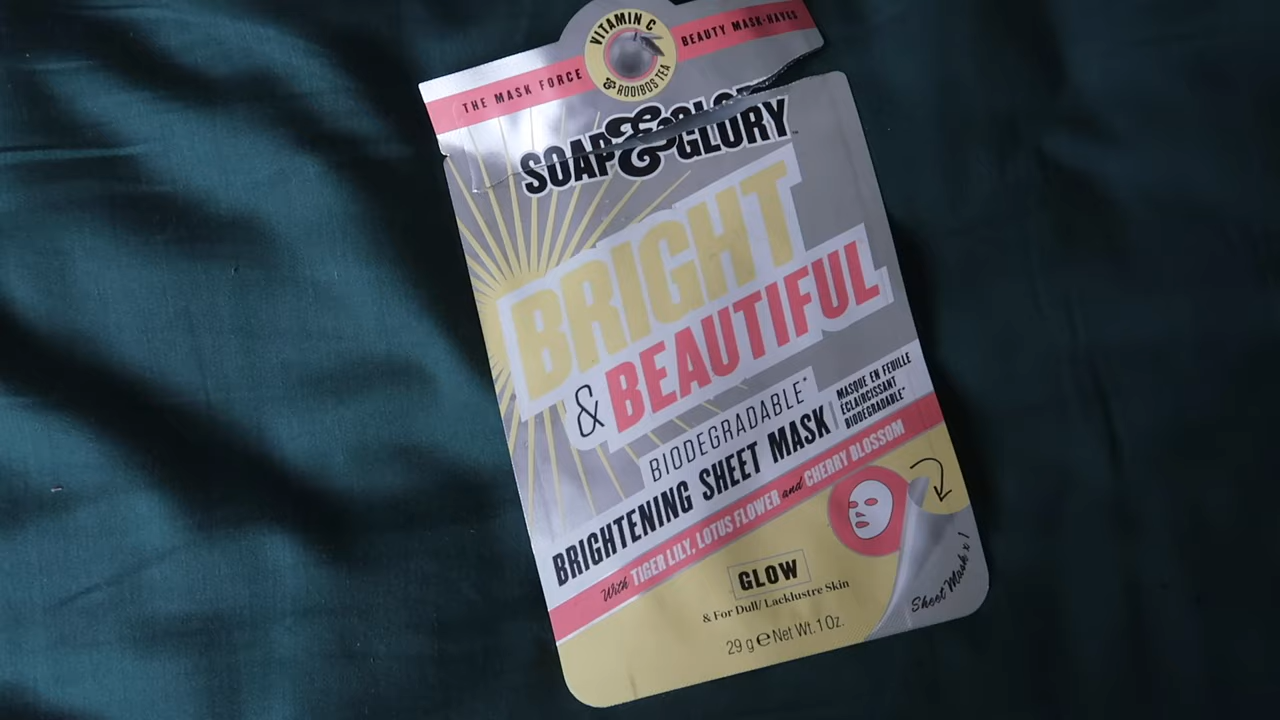 THE MASK FORCE
VITAMIN C
& ROOIBOS TEA
BEAUTY MASK-HAVES
SOAP & GLORY
BRIGHT
& BEAUTIFUL
BIODEGRADABLE*
BRIGHTENING SHEET MASK
MASQUE EN FEUILLE
ÉCLAIRCISSANT
BIODÉGRADABLE*
With TIGER LILY, LOTUS FLOWER and CHERRY BLOSSOM
GLOW
& For Dull/ Lacklustre Skin
29 g e Net Wt. 1 Oz.
Sheet Mask x 1